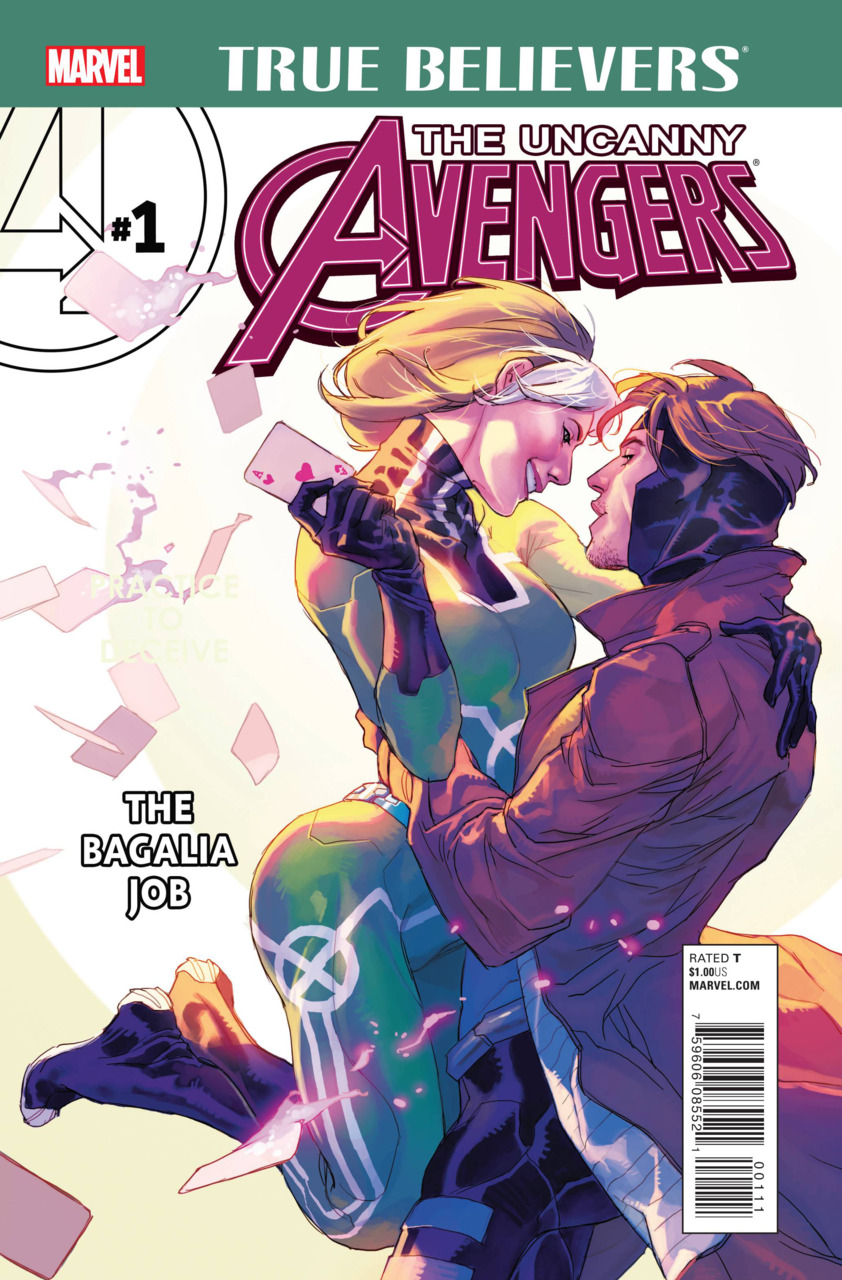 MARVEL
TRUE BELIEVERS®
#1
THE UNCANNY
AVENGERS®
A
A
PRACTICE
TO
DECEIVE
THE
BAGALIA
JOB
RATED T
$1.00US
MARVEL.COM
7 59606 08552 1
00111